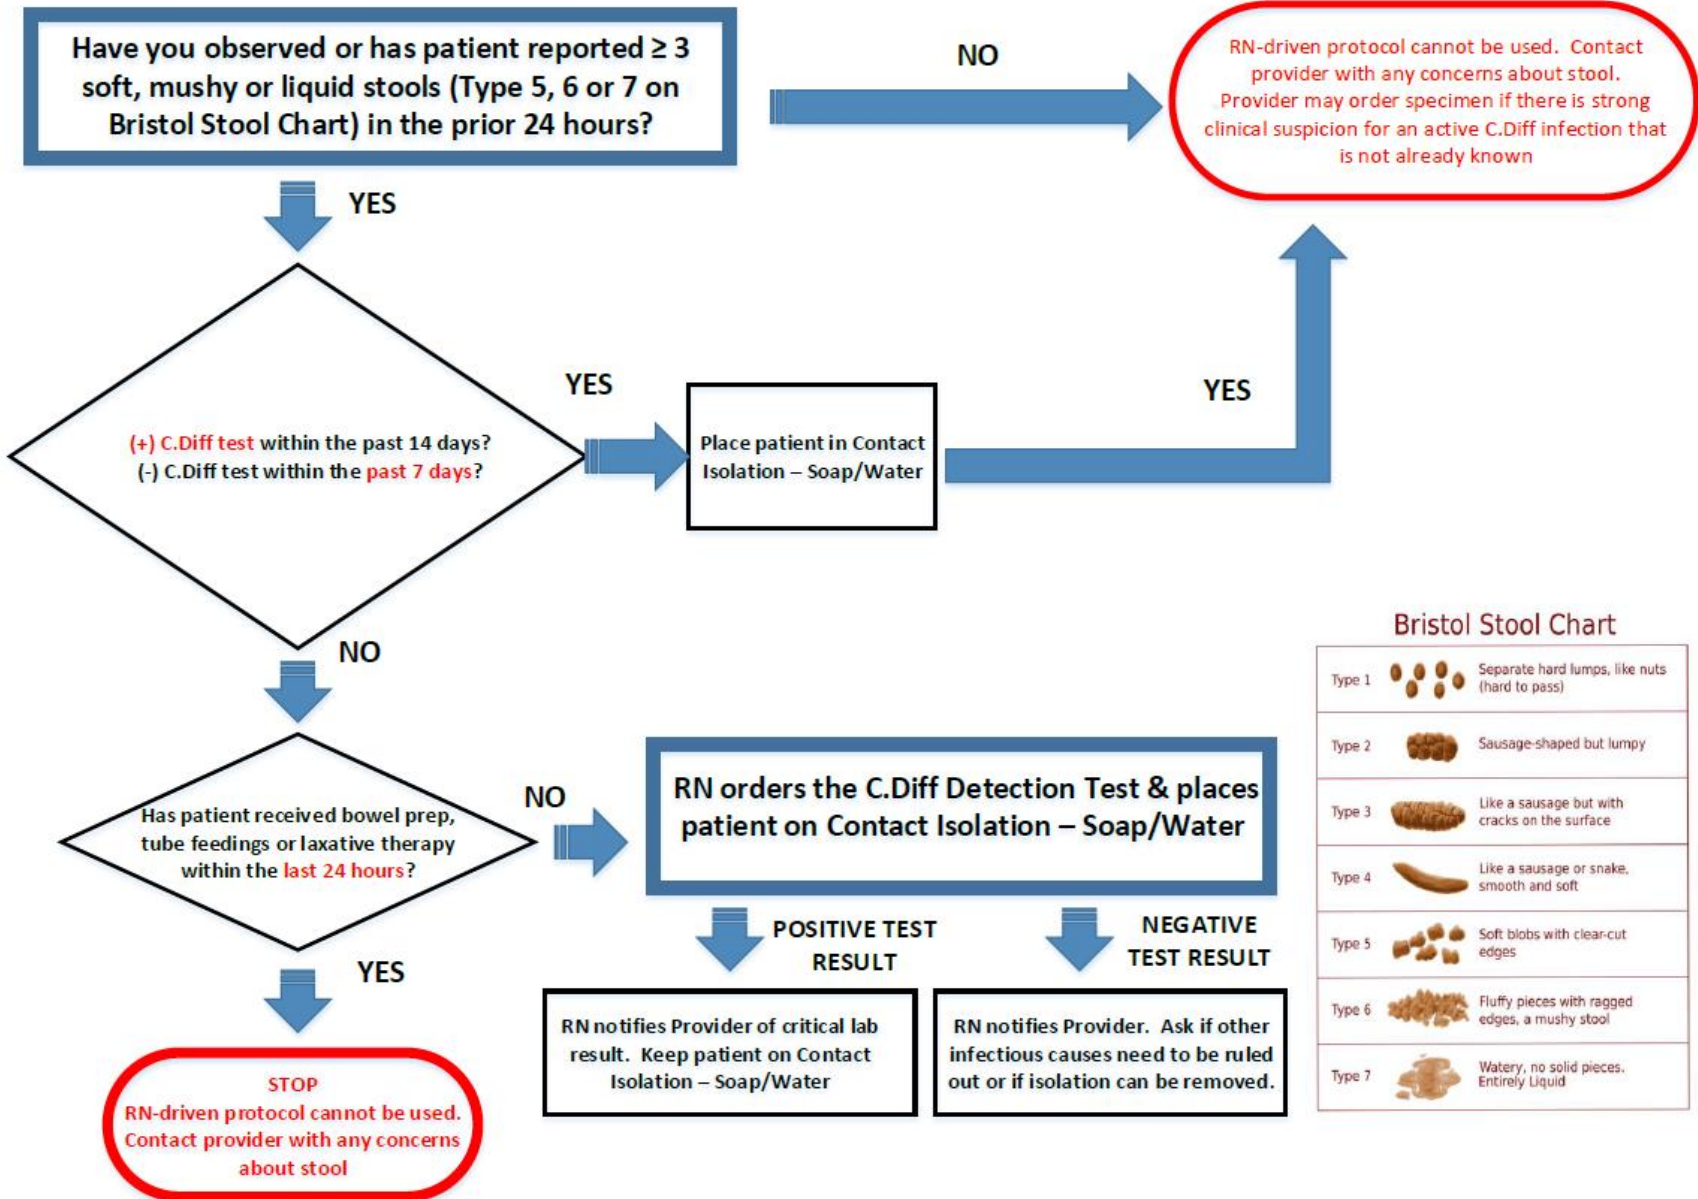 Have you observed or has patient reported ≥ 3
soft, mushy or liquid stools (Type 5, 6 or 7 on
Bristol Stool Chart) in the prior 24 hours?
NO
RN-driven protocol cannot be used. Contact
provider with any concerns about stool.
Provider may order specimen if there is strong
clinical suspicion for an active C.Diff infection that
is not already known
YES
(+) C.Diff test within the past 14 days?
(-) C.Diff test within the past 7 days?
YES
Place patient in Contact
Isolation – Soap/Water
YES
NO
Has patient received bowel prep,
tube feedings or laxative therapy
within the last 24 hours?
NO
RN orders the C.Diff Detection Test & places
patient on Contact Isolation – Soap/Water
YES
STOP
RN-driven protocol cannot be used.
Contact provider with any concerns
about stool
POSITIVE TEST
RESULT
RN notifies Provider of critical lab
result. Keep patient on Contact
Isolation – Soap/Water
NEGATIVE
TEST RESULT
RN notifies Provider. Ask if other
infectious causes need to be ruled
out or if isolation can be removed.
Bristol Stool Chart
Type 1
Separate hard lumps, like nuts
(hard to pass)
Type 2
Sausage-shaped but lumpy
Type 3
Like a sausage but with
cracks on the surface
Type 4
Like a sausage or snake,
smooth and soft
Type 5
Soft blobs with clear-cut
edges
Type 6
Fluffy pieces with ragged
edges, a mushy stool
Type 7
Watery, no solid pieces.
Entirely Liquid